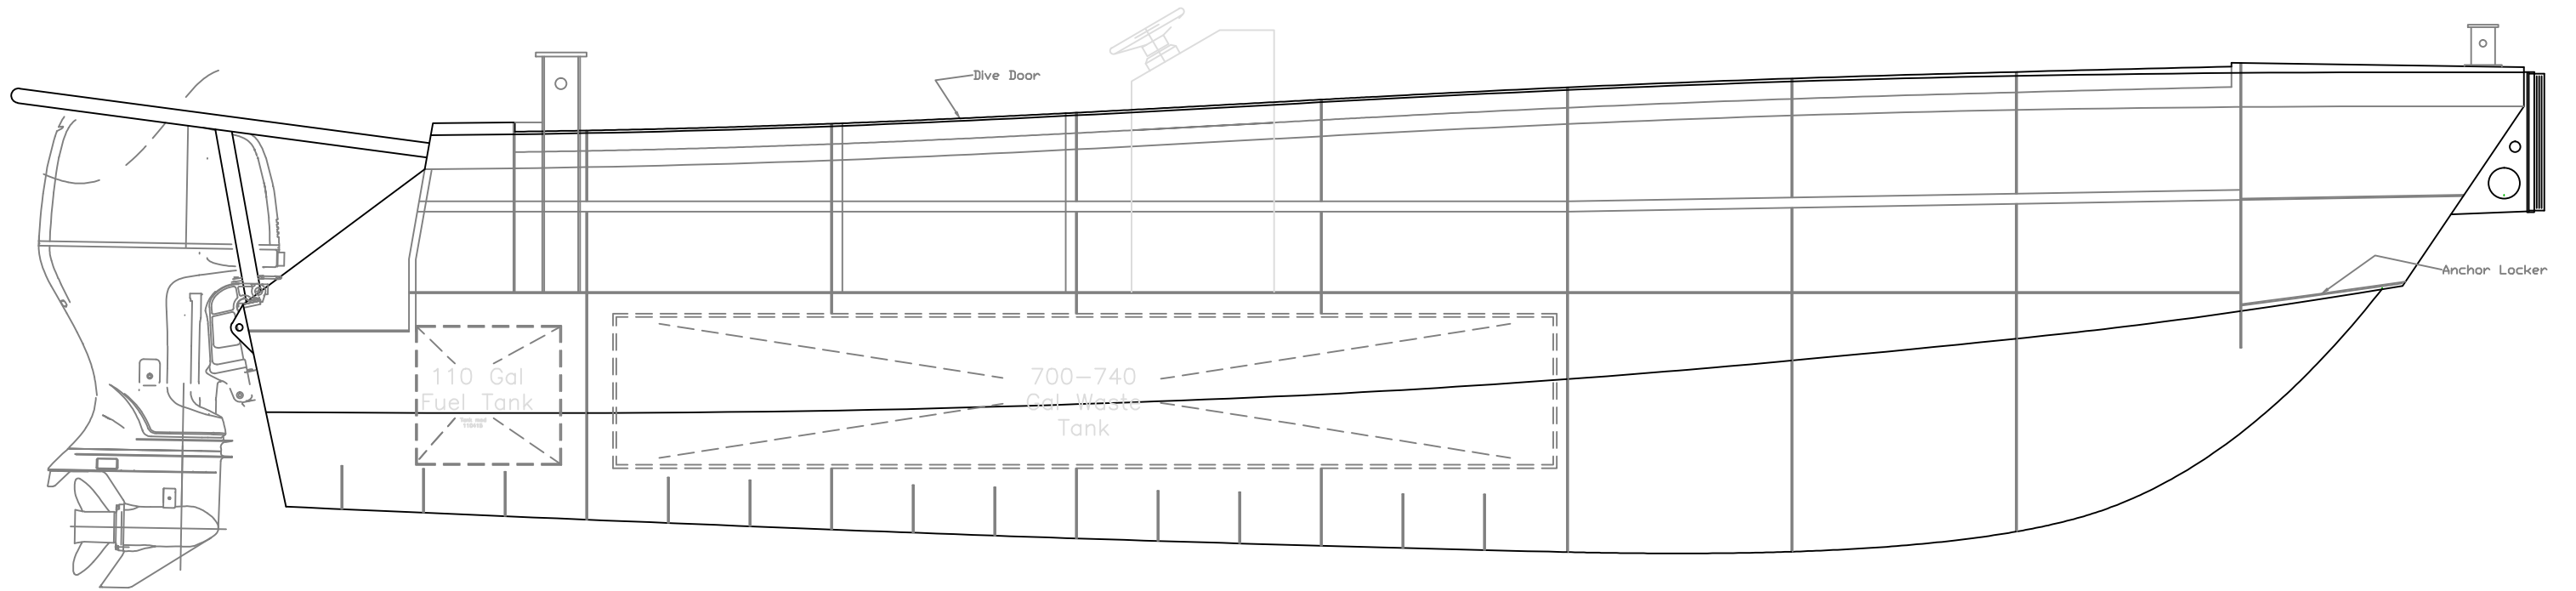 Dive Door
Anchor Locker
110 Gal
Fuel Tank
700-740
Gal Waste
Tank